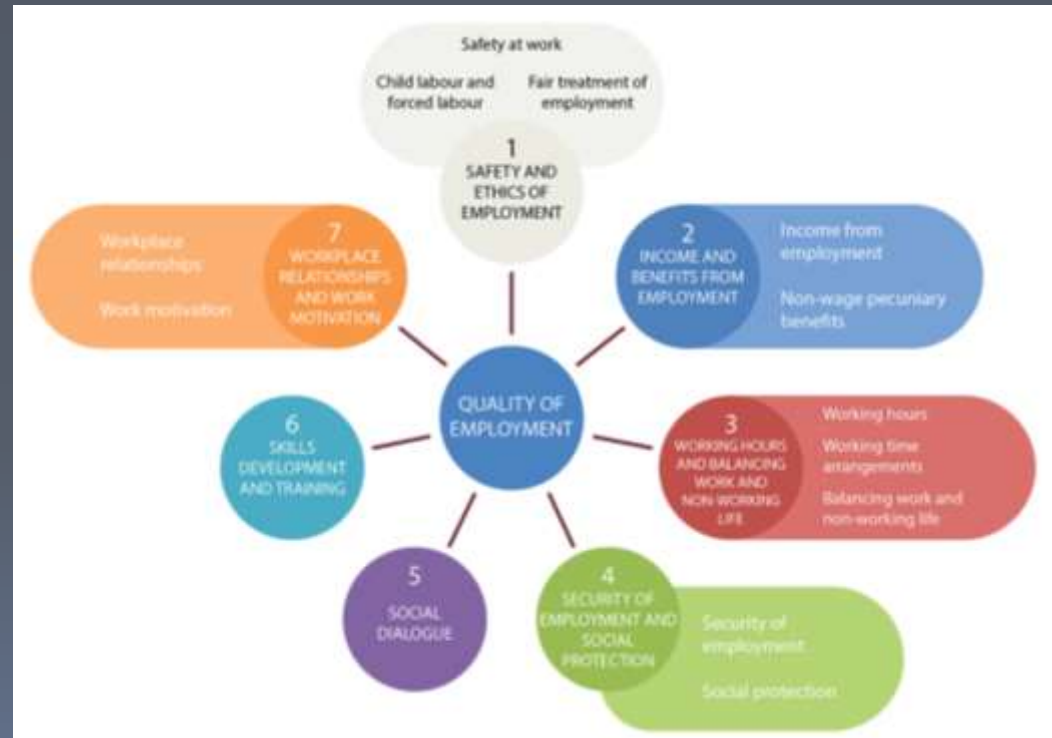 Safety at work
Child labour and
forced labour
Fair treatment of
employment
1
SAFETY AND
ETHICS OF
EMPLOYMENT
2
INCOME AND
BENEFITS FROM
EMPLOYMENT
Income from
employment
Non-wage pecuniary
benefits
3
WORKING HOURS
AND BALANCING
WORK AND
NON-WORKING
LIFE
Working hours
Working time
arrangements
Balancing work and
non-working life
4
SECURITY OF
EMPLOYMENT AND
SOCIAL
PROTECTION
Security of
employment
Social protection
5
SOCIAL
DIALOGUE
6
SKILLS
DEVELOPMENT
AND TRAINING
7
WORKPLACE
RELATIONSHIPS
AND WORK
MOTIVATION
Workplace
relationships
Work motivation
QUALITY OF
EMPLOYMENT